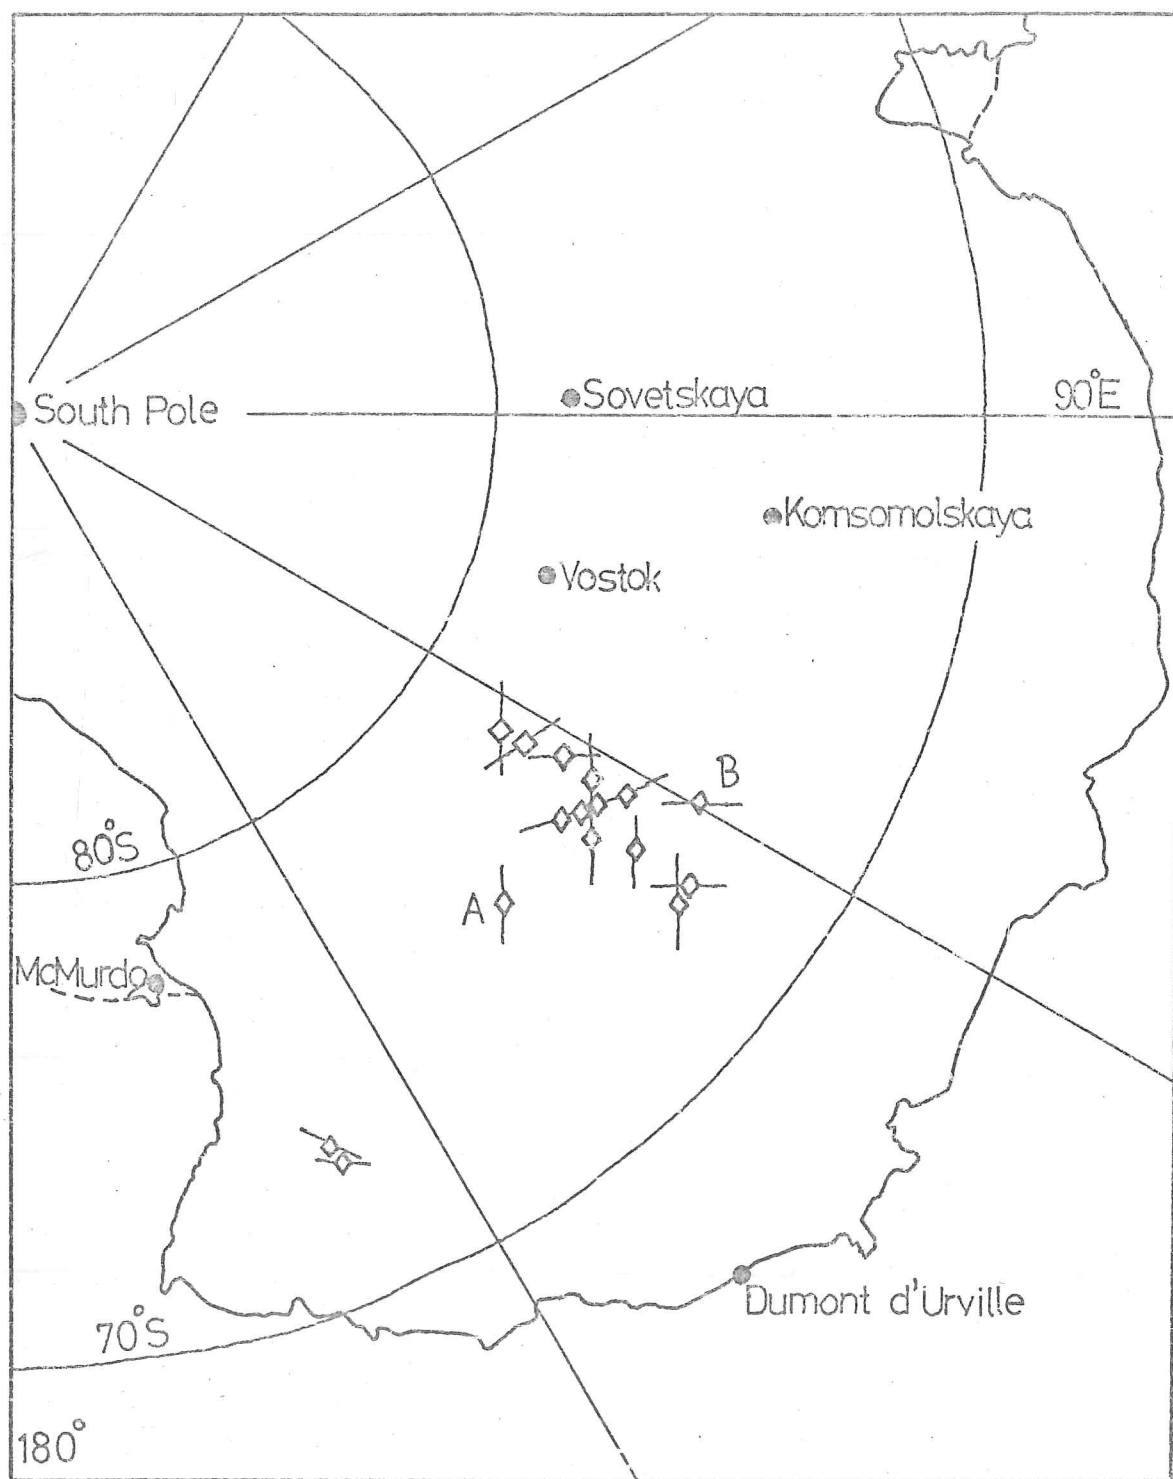 South Pole
Sovetskaya
90°E
Komsomolskaya
Vostok
B
80°S
A
McMurdo
Dumont d'Urville
70°S
180°